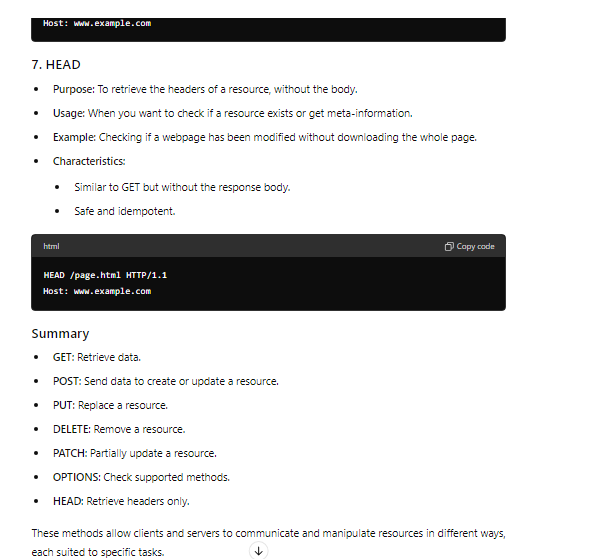 Host: www.example.com
7. HEAD
Purpose: To retrieve the headers of a resource, without the body.
Usage: When you want to check if a resource exists or get meta-information.
Example: Checking if a webpage has been modified without downloading the whole page.
Characteristics:
Similar to GET but without the response body.
Safe and idempotent.
html Copy code
HEAD /page.html HTTP/1.1
Host: www.example.com
Summary
GET: Retrieve data.
POST: Send data to create or update a resource.
PUT: Replace a resource.
DELETE: Remove a resource.
PATCH: Partially update a resource.
OPTIONS: Check supported methods.
HEAD: Retrieve headers only.
These methods allow clients and servers to communicate and manipulate resources in different ways,
each suited to specific tasks.